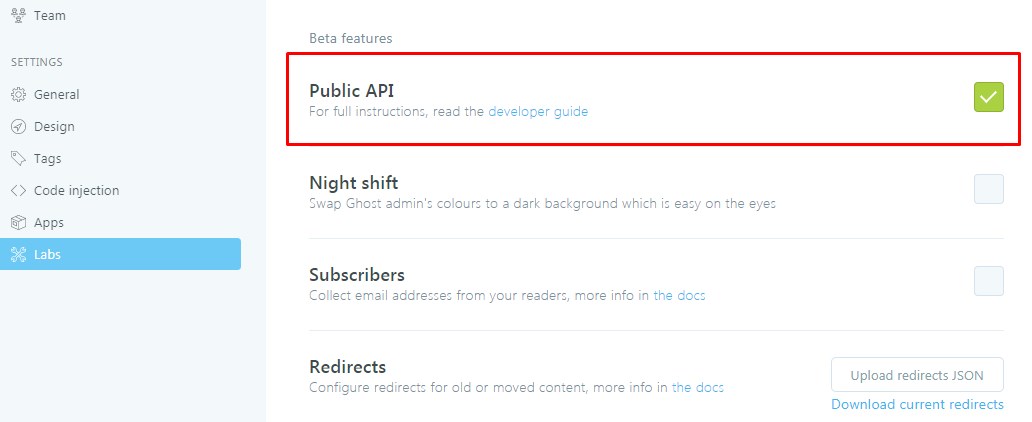 Team
SETTINGS
General
Design
Tags
Code injection
Apps
Labs
Beta features
Public API
For full instructions, read the developer guide
Night shift
Swap Ghost admin's colours to a dark background which is easy on the eyes
Subscribers
Collect email addresses from your readers, more info in the docs
Redirects
Configure redirects for old or moved content, more info in the docs
Upload redirects JSON
Download current redirects